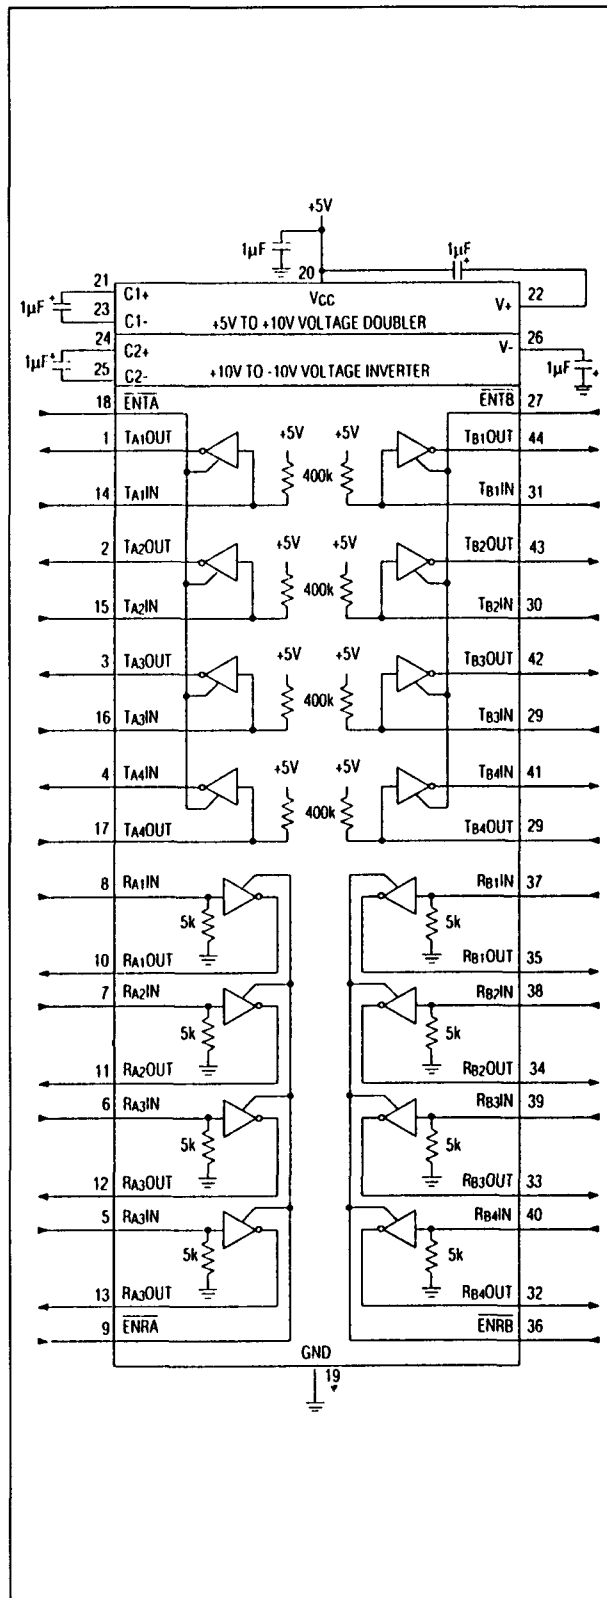 +5V
1µF
20
1µF
21
C1+
VCC
22
V+
1µF
23
C1-
+5V TO +10V VOLTAGE DOUBLER
24
C2+
V-
26
1µF
25
C2-
+10V TO -10V VOLTAGE INVERTER
1µF
18
ENTA
ENTB
27
1
TA1OUT
+5V
+5V
TB1OUT
44
400k
14
TA1IN
TB1IN
31
2
TA2OUT
+5V
+5V
TB2OUT
43
400k
15
TA2IN
TB2IN
30
3
TA3OUT
+5V
+5V
TB3OUT
42
400k
16
TA3IN
TB3IN
29
4
TA4IN
+5V
+5V
TB4IN
41
400k
17
TA4OUT
TB4OUT
29
8
RA1IN
RB1IN
37
5k
5k
10
RA1OUT
RB1OUT
35
7
RA2IN
RB2IN
38
5k
5k
11
RA2OUT
RB2OUT
34
6
RA3IN
RB3IN
39
5k
5k
12
RA3OUT
RB3OUT
33
5
RA3IN
RB4IN
40
5k
5k
13
RA3OUT
RB4OUT
32
9
ENRA
ENRB
36
GND
19